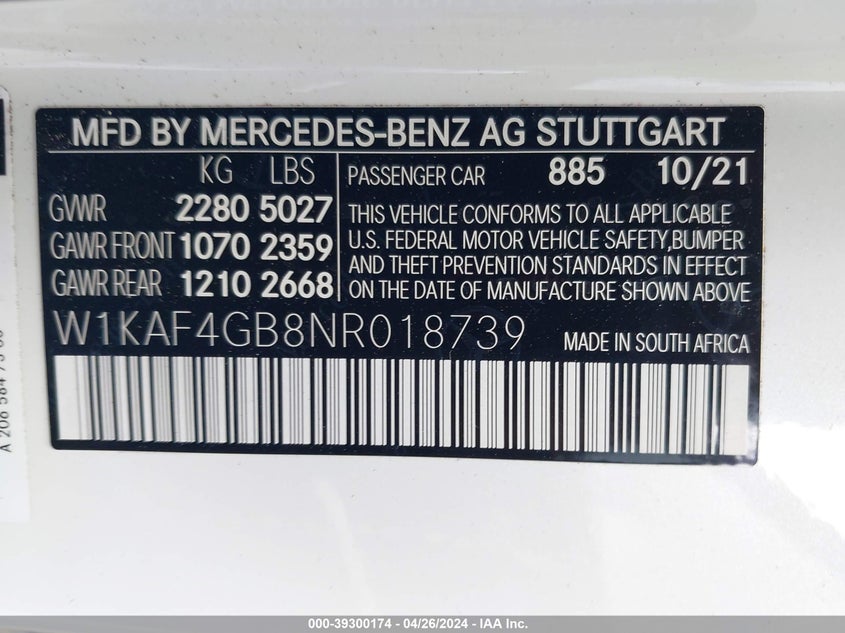 MFD BY MERCEDES-BENZ AG STUTTGART
KG LBS
GVWR 2280 5027
GAWR FRONT 1070 2359
GAWR REAR 1210 2668
PASSENGER CAR 885 10/21
THIS VEHICLE CONFORMS TO ALL APPLICABLE
U.S. FEDERAL MOTOR VEHICLE SAFETY,BUMPER
AND THEFT PREVENTION STANDARDS IN EFFECT
ON THE DATE OF MANUFACTURE SHOWN ABOVE
W1KAF4GB8NR018739 MADE IN SOUTH AFRICA
A 206 584
000-39300174 - 04/26/2024 - IAA Inc.